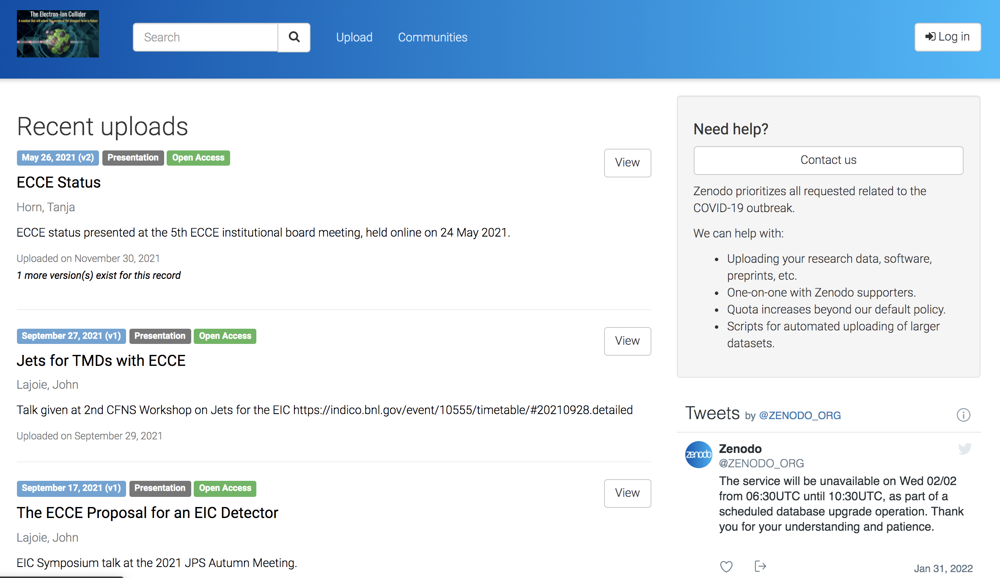 The Electron-Ion Collider
A machine that will unlock the secrets of the strongest force in Nature
Search
Upload
Communities
Log in
Recent uploads
May 26, 2021 (v2) Presentation Open Access
View
ECCE Status
Horn, Tanja
ECCE status presented at the 5th ECCE institutional board meeting, held online on 24 May 2021.
Uploaded on November 30, 2021
1 more version(s) exist for this record
September 27, 2021 (v1) Presentation Open Access
View
Jets for TMDs with ECCE
Lajoie, John
Talk given at 2nd CFNS Workshop on Jets for the EIC https://indico.bnl.gov/event/10555/timetable/#20210928.detailed
Uploaded on September 29, 2021
September 17, 2021 (v1) Presentation Open Access
View
The ECCE Proposal for an EIC Detector
Lajoie, John
EIC Symposium talk at the 2021 JPS Autumn Meeting.
Need help?
Contact us
Zenodo prioritizes all requested related to the
COVID-19 outbreak.
We can help with:
• Uploading your research data, software,
preprints, etc.
• One-on-one with Zenodo supporters.
• Quota increases beyond our default policy.
• Scripts for automated uploading of larger
datasets.
Tweets by @ZENODO_ORG
zenodo
Zenodo
@ZENODO_ORG
The service will be unavailable on Wed 02/02
from 06:30UTC until 10:30UTC, as part of a
scheduled database upgrade operation. Thank
you for your understanding and patience.
Jan 31, 2022